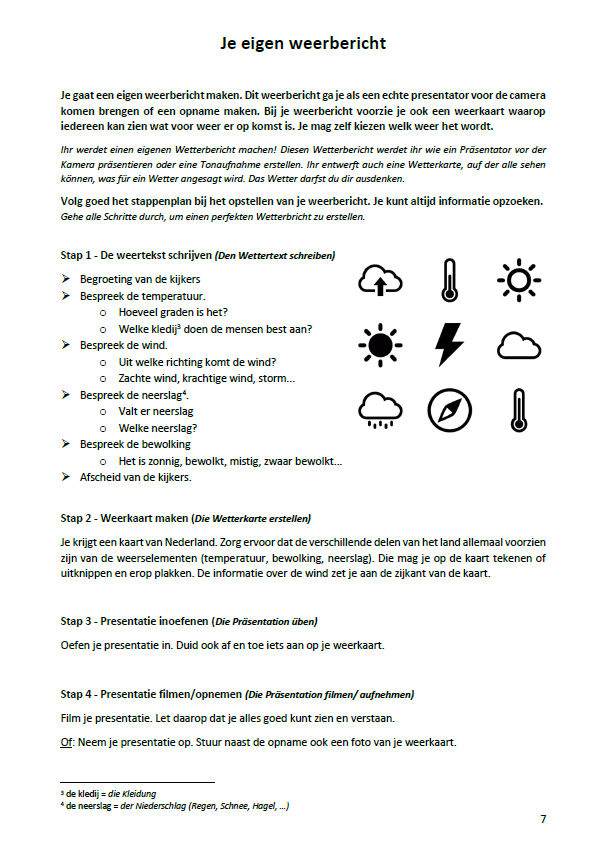 Je eigen weerbericht
Je gaat een eigen weerbericht maken. Dit weerbericht ga je als een echte presentator voor de camera
komen brengen of een opname maken. Bij je weerbericht voorzie je ook een weerkaart waarop
iedereen kan zien wat voor weer er op komst is. Je mag zelf kiezen welk weer het wordt.
Ihr werdet einen eigenen Wetterbericht machen! Diesen Wetterbericht werdet ihr wie ein Präsentator vor der
Kamera präsentieren oder eine Tonaufnahme erstellen. Ihr entwerft auch eine Wetterkarte, auf der alle sehen
können, was für ein Wetter angesagt wird. Das Wetter darfst du dir ausdenken.
Volg goed het stappenplan bij het opstellen van je weerbericht. Je kunt altijd informatie opzoeken.
Gehe alle Schritte durch, um einen perfekten Wetterbricht zu erstellen.
Stap 1 - De weertekst schrijven (Den Wettertext schreiben)
➢ Begroeting van de kijkers
➢ Bespreek de temperatuur.
o Hoeveel graden is het?
o Welke kledij³ doen de mensen best aan?
➢ Bespreek de wind.
o Uit welke richting komt de wind?
o Zachte wind, krachtige wind, storm...
➢ Bespreek de neerslag⁴.
o Valt er neerslag
o Welke neerslag?
➢ Bespreek de bewolking
o Het is zonnig, bewolkt, mistig, zwaar bewolkt...
➢ Afscheid van de kijkers.
Stap 2 - Weerkaart maken (Die Wetterkarte erstellen)
Je krijgt een kaart van Nederland. Zorg ervoor dat de verschillende delen van het land allemaal voorzien
zijn van de weerselementen (temperatuur, bewolking, neerslag). Die mag je op de kaart tekenen of
uitknippen en erop plakken. De informatie over de wind zet je aan de zijkant van de kaart.
Stap 3 - Presentatie inoefenen (Die Präsentation üben)
Oefen je presentatie in. Duid ook af en toe iets aan op je weerkaart.
Stap 4 - Presentatie filmen/opnemen (Die Präsentation filmen/ aufnehmen)
Film je presentatie. Let daarop dat je alles goed kunt zien en verstaan.
Of: Neem je presentatie op. Stuur naast de opname ook een foto van je weerkaart.
³ de kledij = die Kleidung
⁴ de neerslag = der Niederschlag (Regen, Schnee, Hagel, ...)
7